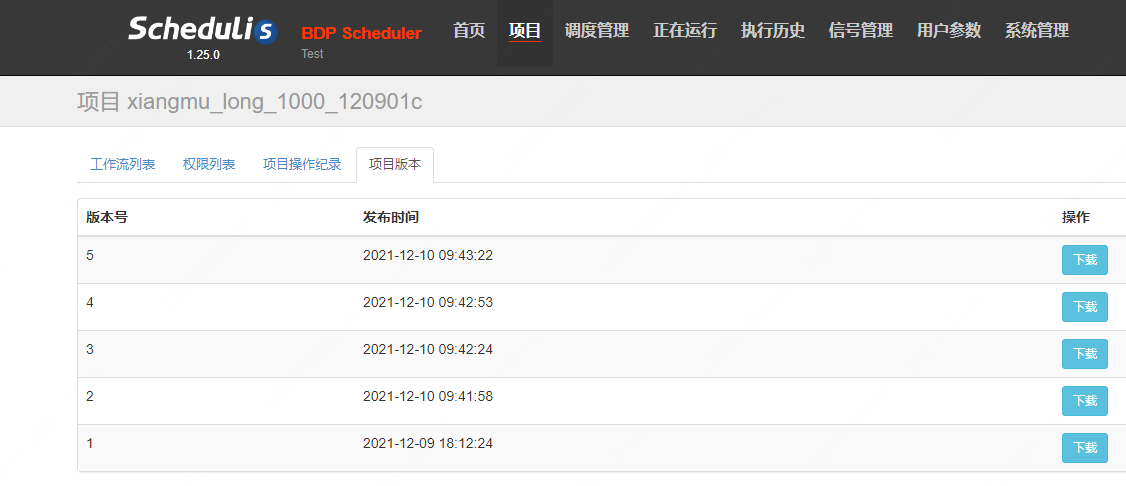 Schedulis
1.25.0
BDP Scheduler
Test
首页 项目 调度管理 正在运行 执行历史 信号管理 用户参数 系统管理
项目 xiangmu_long_1000_120901c
工作流列表 权限列表 项目操作纪录 项目版本
版本号 发布时间 操作
5 2021-12-10 09:43:22 下载
4 2021-12-10 09:42:53 下载
3 2021-12-10 09:42:24 下载
2 2021-12-10 09:41:58 下载
1 2021-12-09 18:12:24 下载